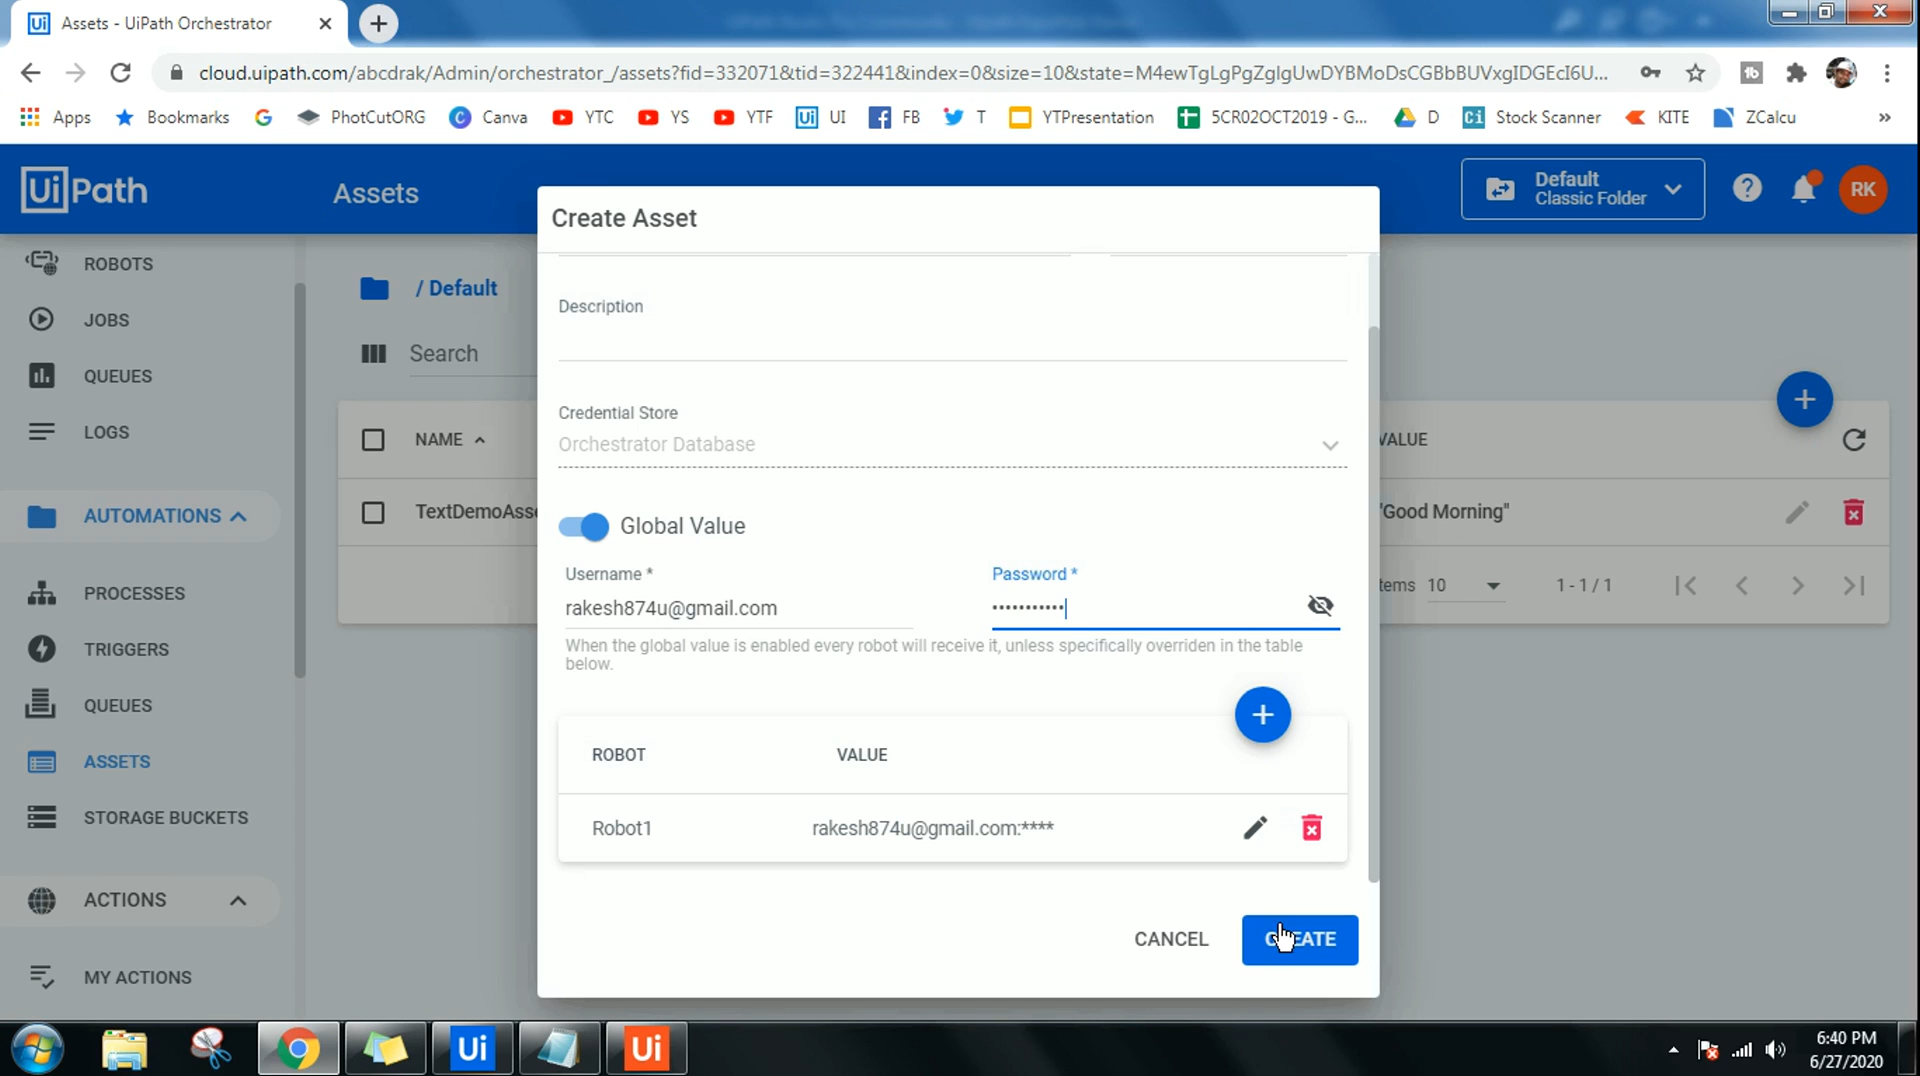 Assets - UiPath Orchestrator
cloud.uipath.com/abcdrak/Admin/orchestrator_/assets?fid=332071&tid=322441&index=0&size=10&state=M4ewTgLgPgZglgUwDYBMoDsCGBbBUVxgIDGEcI6U...
Apps
Bookmarks
PhotCutORG
Canva
YTC
YS
YTF
UI
FB
T
YTPresentation
5CR02OCT2019 - G...
D
Stock Scanner
KITE
ZCalcu
»
UiPath
Assets
Default
Classic Folder
RK
ROBOTS
JOBS
QUEUES
LOGS
AUTOMATIONS
PROCESSES
TRIGGERS
QUEUES
ASSETS
STORAGE BUCKETS
ACTIONS
MY ACTIONS
/ Default
Search
NAME
VALUE
TextDemoAsse
"Good Morning"
tems 10
1 - 1 / 1
Create Asset
Description
Credential Store
Orchestrator Database
Global Value
Username *
Password *
rakesh874u@gmail.com
•••••••••••
When the global value is enabled every robot will receive it, unless specifically overriden in the table
below.
ROBOT
VALUE
Robot1
rakesh874u@gmail.com:****
CANCEL
CREATE
6:40 PM
6/27/2020